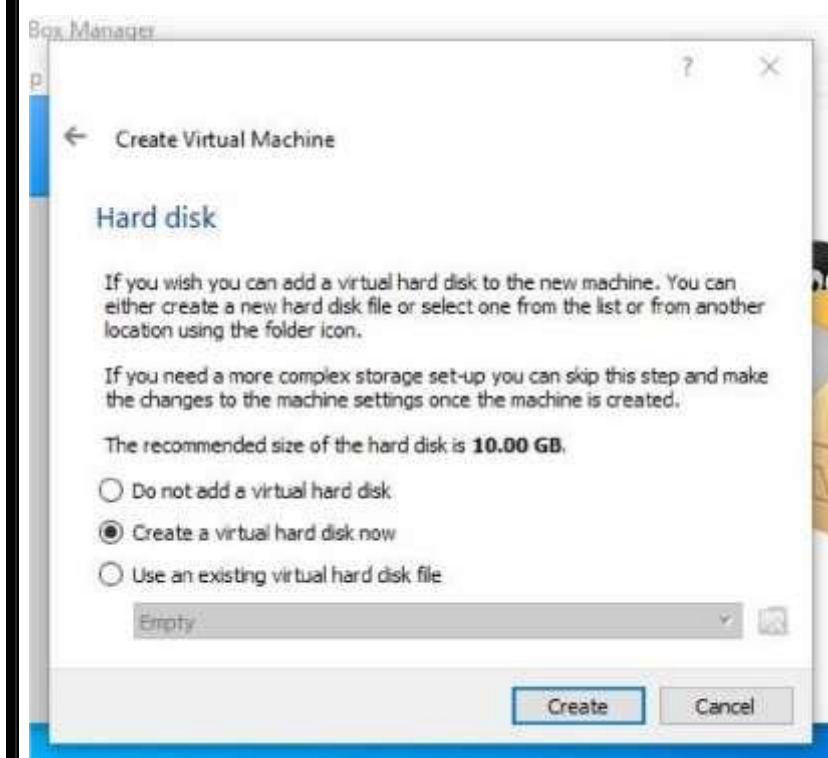 Box Manager
p
? ×
← Create Virtual Machine
Hard disk
If you wish you can add a virtual hard disk to the new machine. You can
either create a new hard disk file or select one from the list or from another
location using the folder icon.
If you need a more complex storage set-up you can skip this step and make
the changes to the machine settings once the machine is created.
The recommended size of the hard disk is 10.00 GB.
Do not add a virtual hard disk
Create a virtual hard disk now
Use an existing virtual hard disk file
Empty
Create Cancel